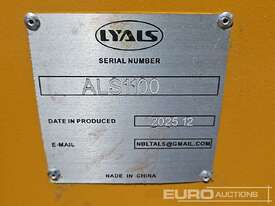 LYALS
SERIAL NUMBER
ALS1100
DATE IN PRODUCED 2025.12
E-MAIL NBLTALS@GMAIL.COM
MADE IN CHINA
EURO AUCTIONS